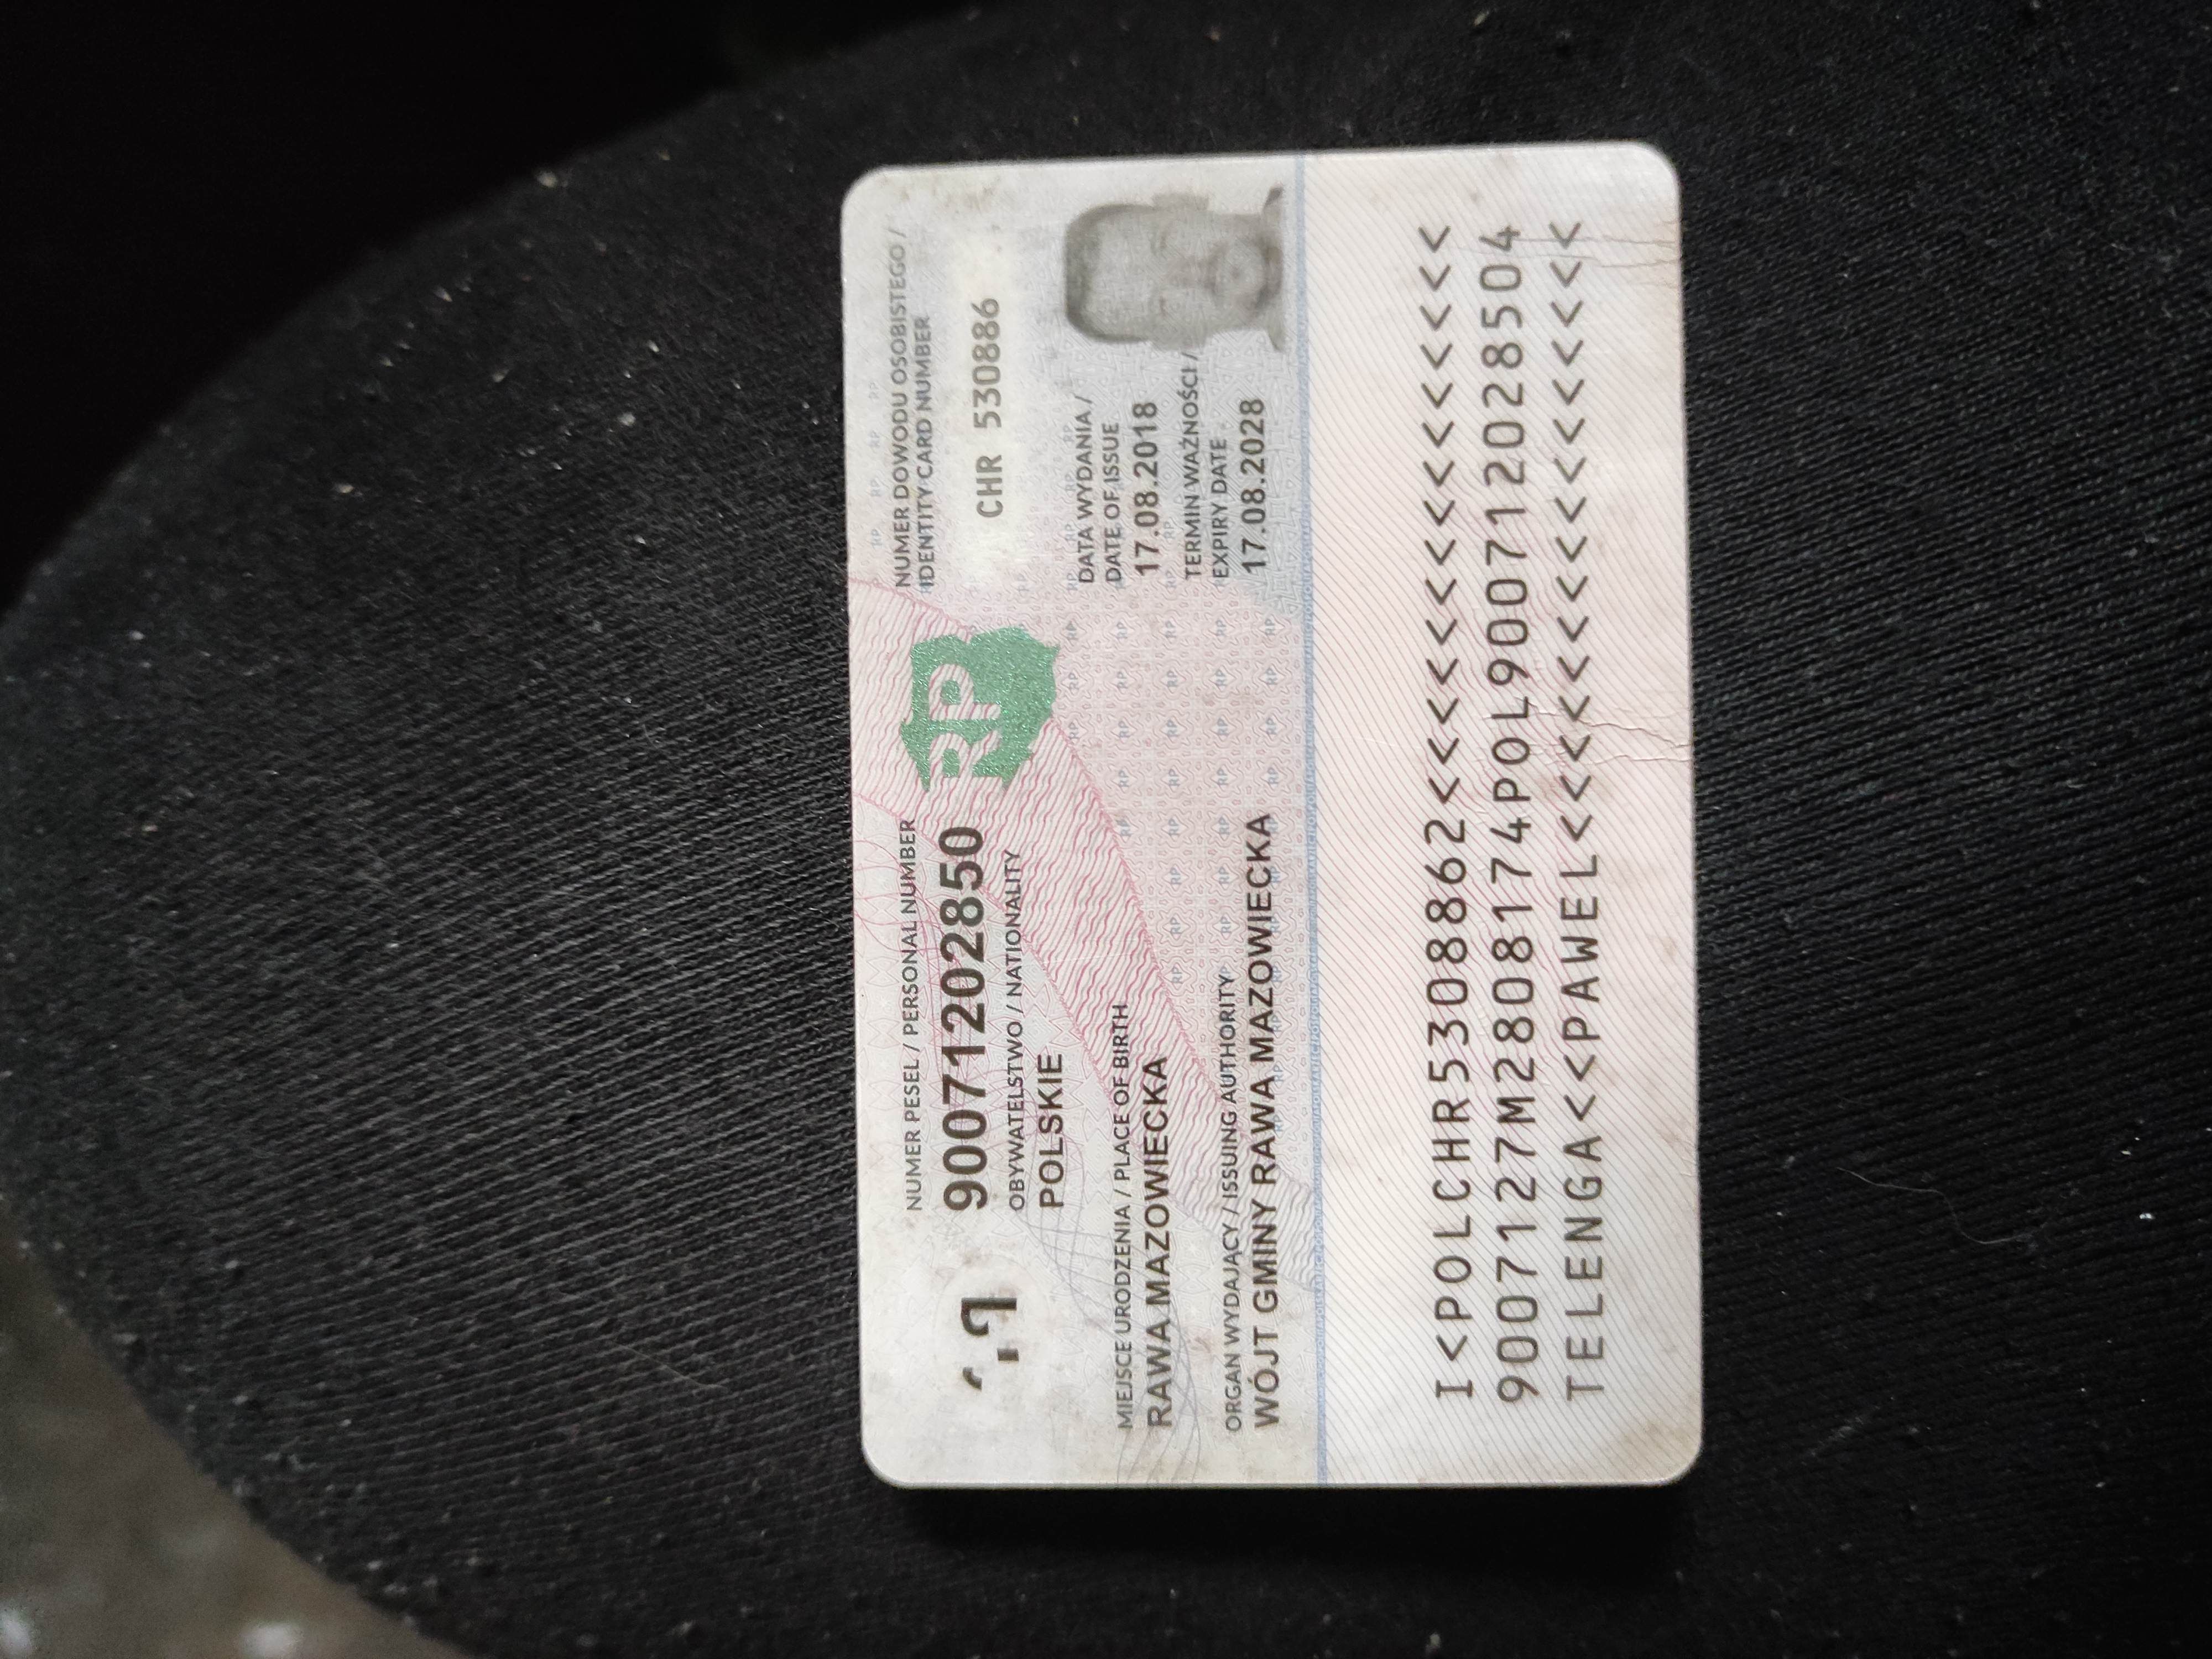 NUMER PESEL / PERSONAL NUMBER
90071202850
OBYWATELSTWO / NATIONALITY
POLSKIE
MIEJSCE URODZENIA / PLACE OF BIRTH
RAWA MAZOWIECKA
ORGAN WYDAJĄCY / ISSUING AUTHORITY
WÓJT GMINY RAWA MAZOWIECKA
RP
NUMER DOWODU OSOBISTEGO /
IDENTITY CARD NUMBER
CHR 530886
DATA WYDANIA /
DATE OF ISSUE
17.08.2018
TERMIN WAŻNOŚCI /
EXPIRY DATE
17.08.2028
I<POLCHR5308862<<<<<<<<<<<<<<<
9007127M2808174POL900712028504
TELENGA<<PAWEL<<<<<<<<<<<<<<<<